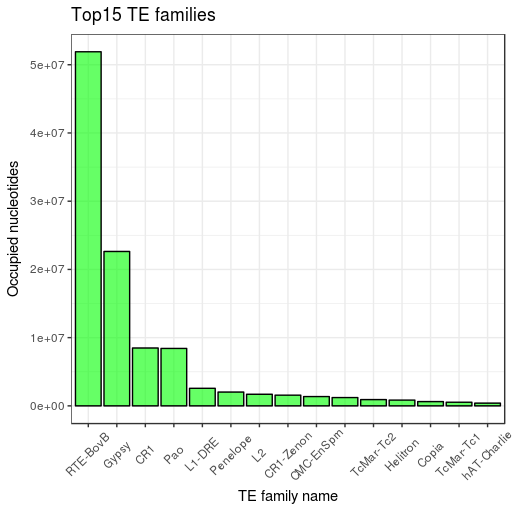 Top15 TE families
Occupied nucleotides
5e+07
4e+07
3e+07
2e+07
1e+07
0e+00
RTE-BovB
Gypsy
CR1
Pao
L1-DRE
Penelope
L2
CR1-Zenon
CMC-EnSpm
TcMar-Tc2
Helitron
Copia
TcMar-Tc1
hAT-Charlie
TE family name